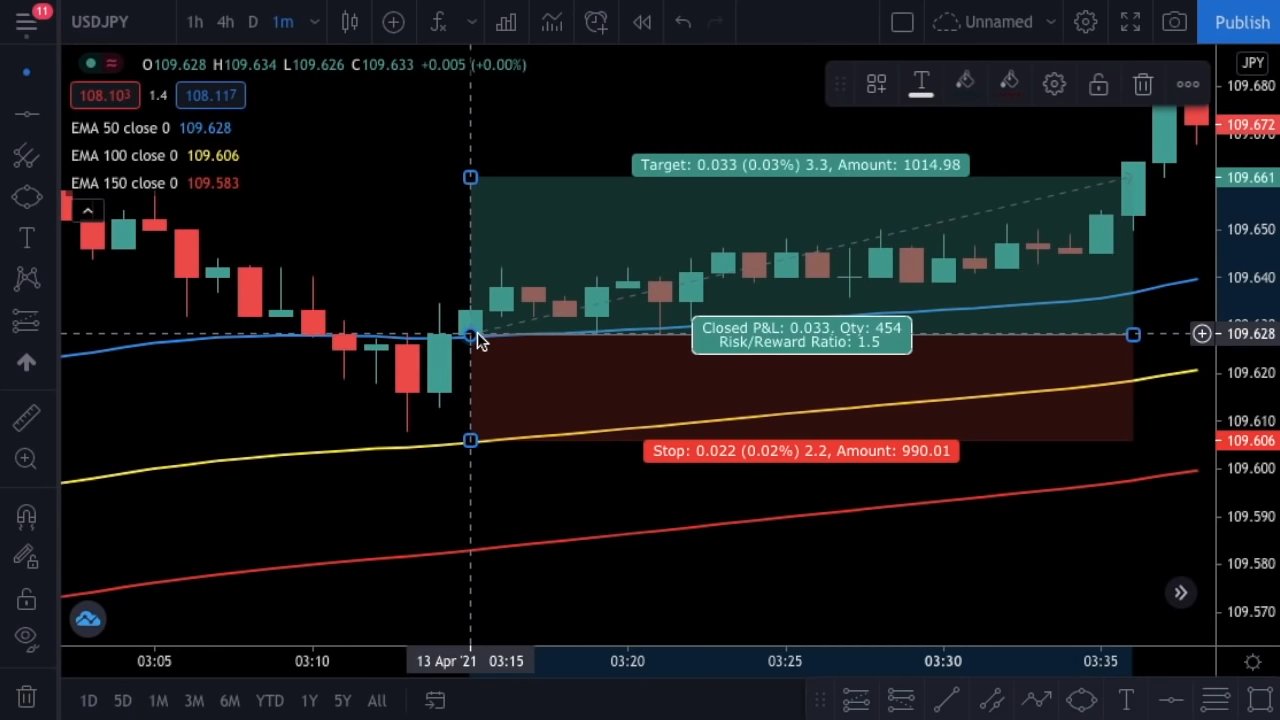 11
USDJPY 1h 4h D 1m Unnamed Publish
O109.628 H109.634 L109.626 C109.633 +0.005 (+0.00%)
JPY
108.103 1.4 108.117
EMA 50 close 0 109.628
EMA 100 close 0 109.606
EMA 150 close 0 109.583
Target: 0.033 (0.03%) 3.3, Amount: 1014.98
Closed P&L: 0.033, Qty: 454
Risk/Reward Ratio: 1.5
Stop: 0.022 (0.02%) 2.2, Amount: 990.01
109.680
109.672
109.661
109.650
109.640
109.628
109.620
109.610
109.606
109.600
109.590
109.580
109.570
03:05 03:10 13 Apr '21 03:15 03:20 03:25 03:30 03:35
1D 5D 1M 3M 6M YTD 1Y 5Y All